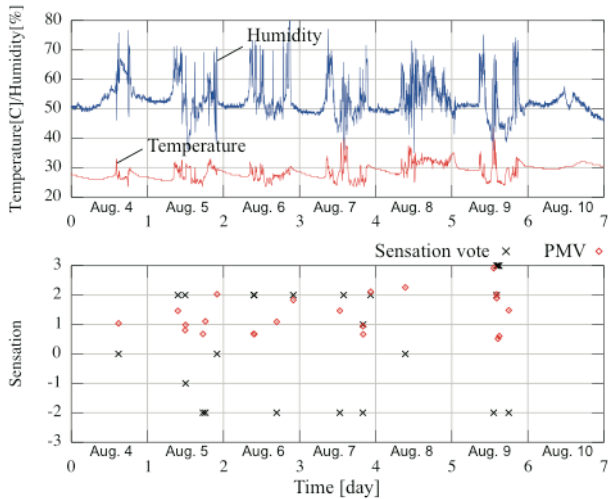 Temperature[C]/Humidity[%]
80
70
60
50
40
30
20
Humidity
Temperature
Aug. 4 Aug. 5 Aug. 6 Aug. 7 Aug. 8 Aug. 9 Aug. 10
0 1 2 3 4 5 6 7
Sensation vote × PMV ◇
Sensation
3
2
1
0
-1
-2
-3
Aug. 4 Aug. 5 Aug. 6 Aug. 7 Aug. 8 Aug. 9 Aug. 10
0 1 2 3 4 5 6 7
Time [day]